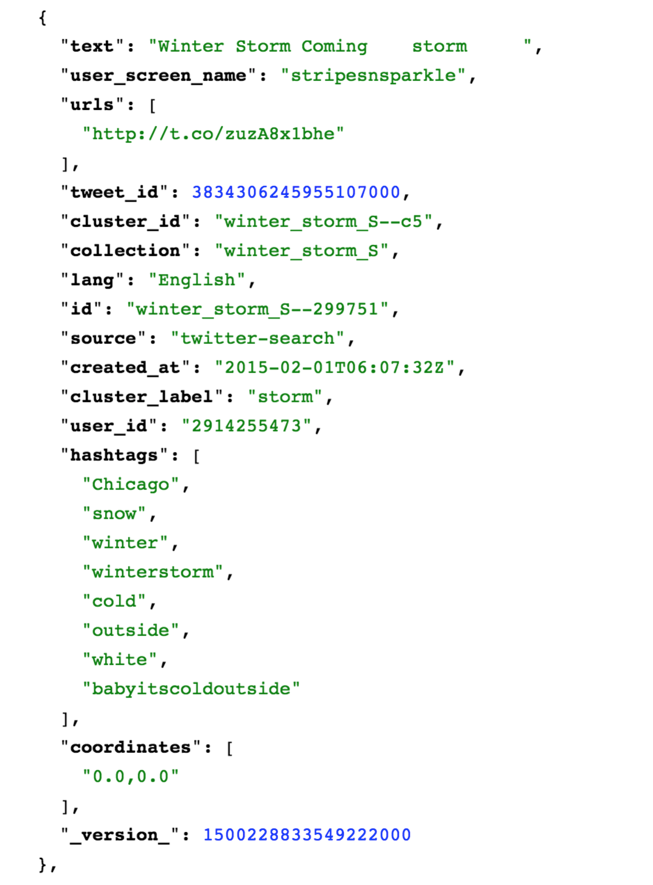 {
"text": "Winter Storm Coming    storm     ",
"user_screen_name": "stripesnsparkle",
"urls": [
"http://t.co/zuzA8x1bhe"
],
"tweet_id": 3834306245955107000,
"cluster_id": "winter_storm_S--c5",
"collection": "winter_storm_S",
"lang": "English",
"id": "winter_storm_S--299751",
"source": "twitter-search",
"created_at": "2015-02-01T06:07:32Z",
"cluster_label": "storm",
"user_id": "2914255473",
"hashtags": [
"Chicago",
"snow",
"winter",
"winterstorm",
"cold",
"outside",
"white",
"babyitscoldoutside"
],
"coordinates": [
"0.0,0.0"
],
"_version_": 1500228833549222000
},